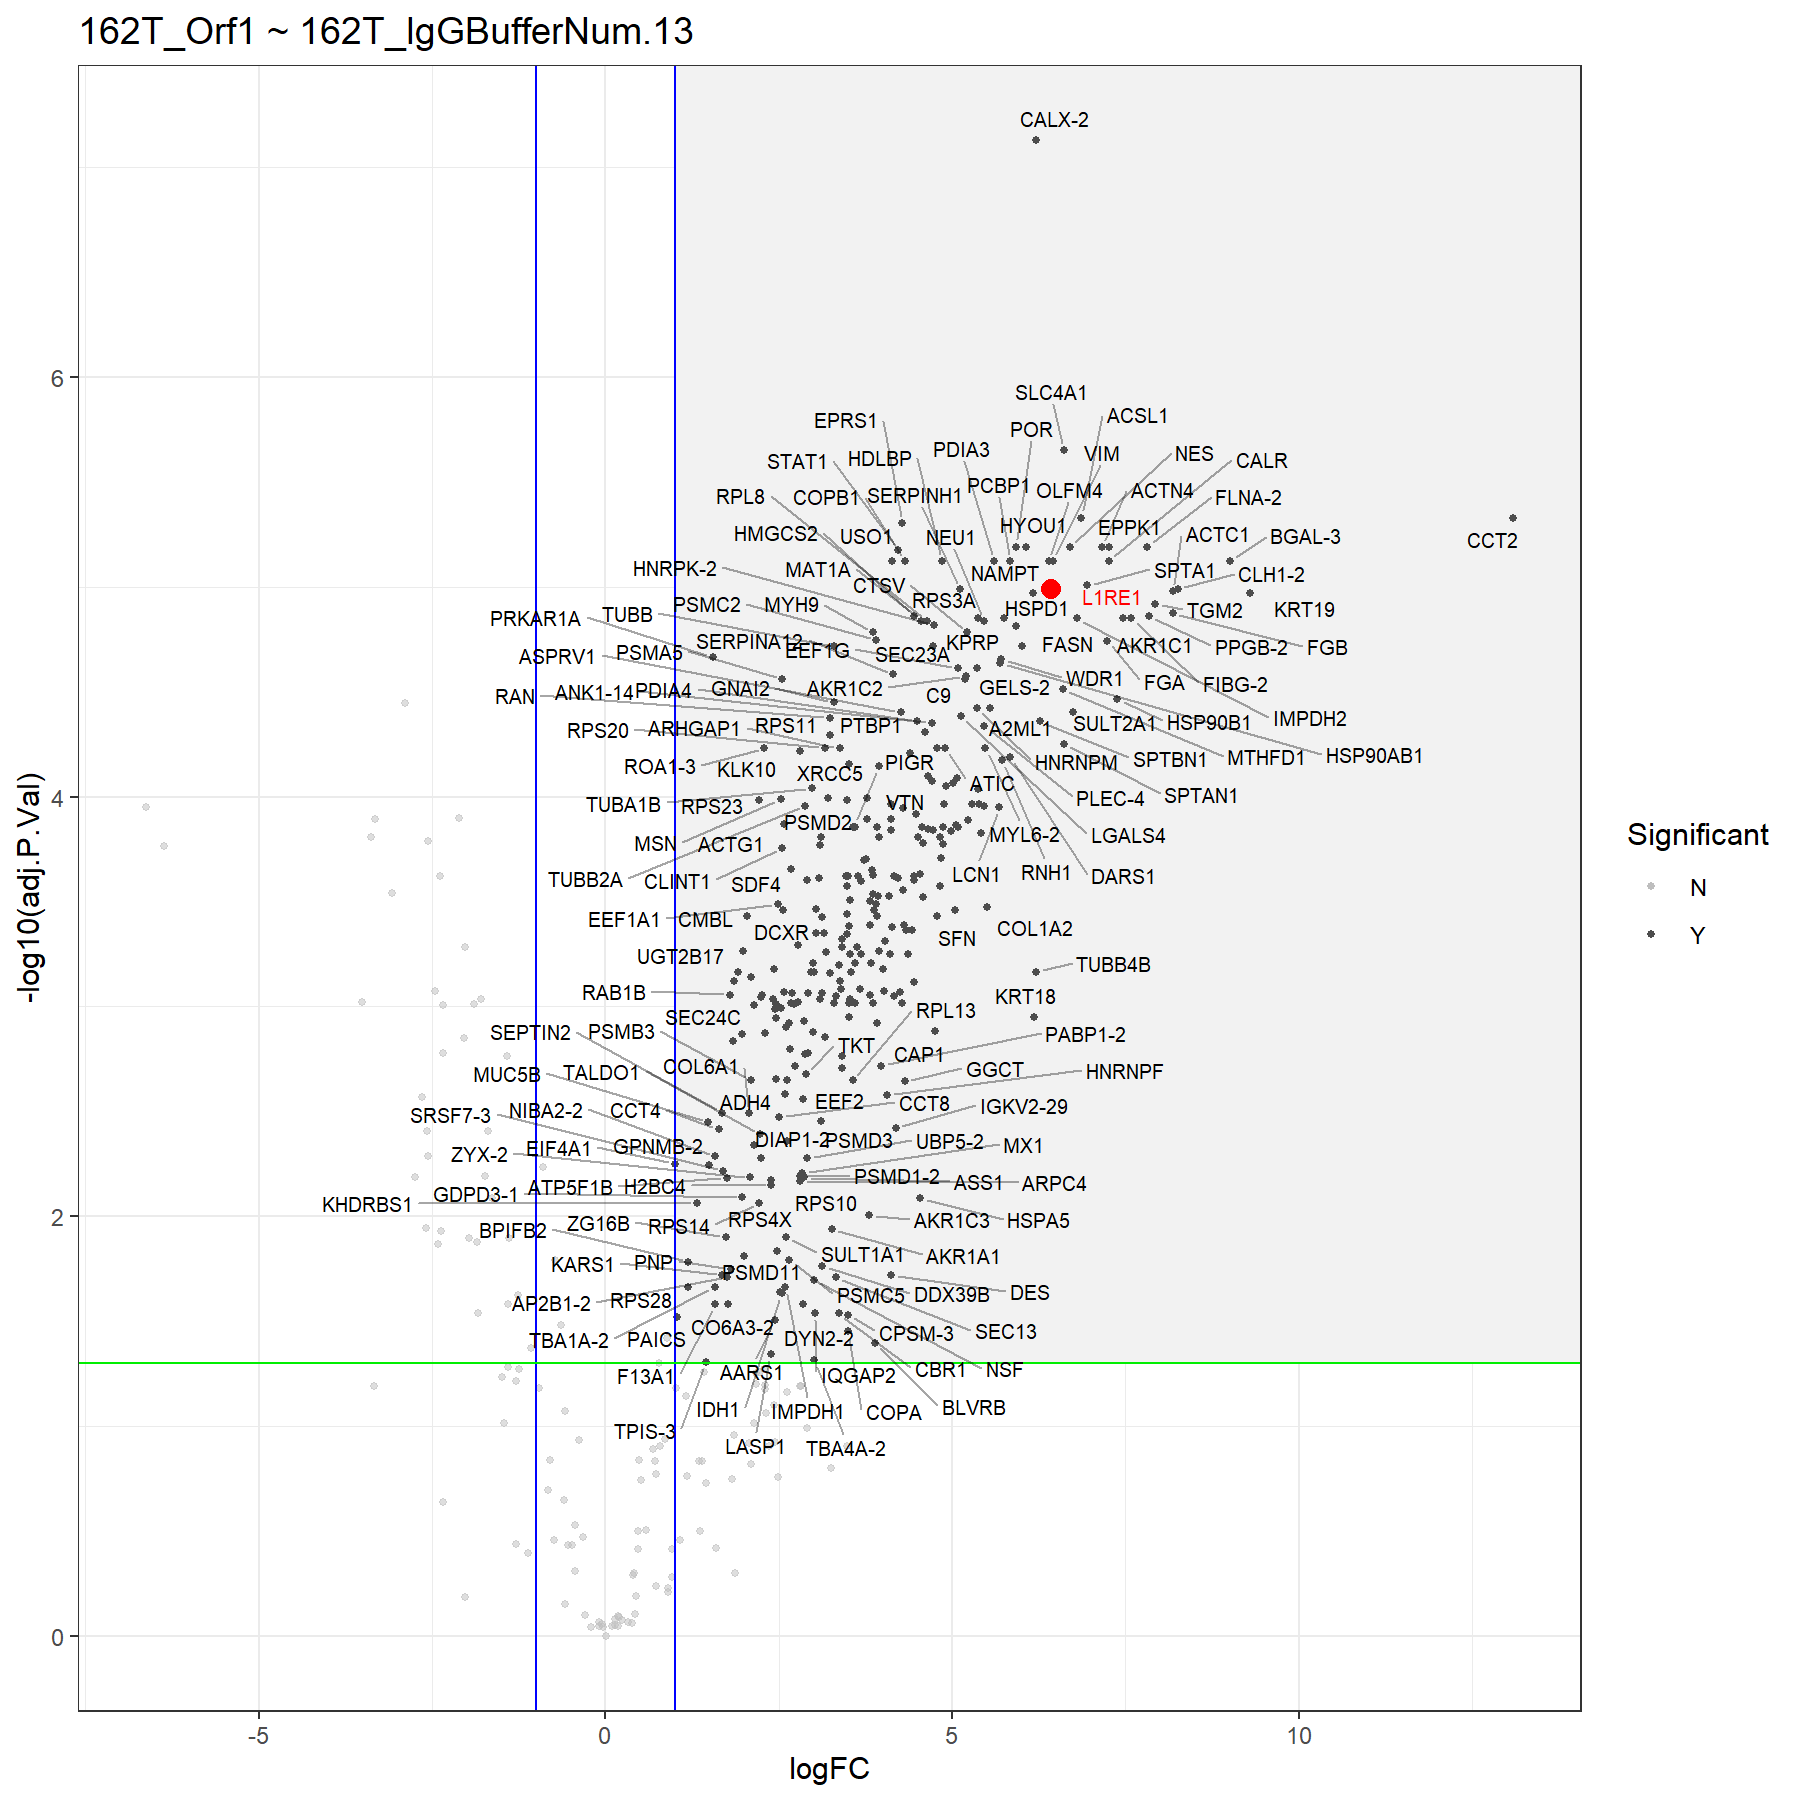 162T_Orf1 ~ 162T_IgGBufferNum.13
CALX-2
6
SLC4A1
ACSL1
EPRS1
POR
PDIA3
VIM
NES
STAT1
HDLBP
CALR
PCBP1
OLFM4
ACTN4
RPL8
COPB1
SERPINH1
FLNA-2
HYOU1
EPPK1
HMGCS2
USO1
NEU1
ACTC1
BGAL-3
CCT2
HNRPK-2
MAT1A
NAMPT
SPTA1
CLH1-2
CTSV
L1RE1
PSMC2
MYH9
RPS3A
HSPD1
TGM2
KRT19
PRKAR1A
TUBB
SERPINA12
EEF1G
KPRP
FASN
AKR1C1
PPGB-2
FGB
ASPRV1
PSMA5
SEC23A
WDR1
FGA
FIBG-2
RAN
ANK1-14
PDIA4
GNAI2
AKR1C2
C9
GELS-2
RPS20
ARHGAP1
RPS11
PTBP1
A2ML1
SULT2A1
HSP90B1
IMPDH2
ROA1-3
KLK10
XRCC5
PIGR
HNRNPM
SPTBN1
MTHFD1
HSP90AB1
ATIC
PLEC-4
SPTAN1
4
TUBA1B
RPS23
VTN
PSMD2
MYL6-2
LGALS4
MSN
ACTG1
TUBB2A
CLINT1
SDF4
LCN1
RNH1
DARS1
EEF1A1
CMBL
DCXR
SFN
COL1A2
UGT2B17
TUBB4B
RAB1B
KRT18
SEC24C
RPL13
SEPTIN2
PSMB3
TKT
CAP1
PABP1-2
MUC5B
TALDO1
COL6A1
GGCT
HNRNPF
SRSF7-3
NIBA2-2
CCT4
ADH4
EEF2
CCT8
IGKV2-29
ZYX-2
EIF4A1
GPNMB-2
DIAP1-2
PSMD3
UBP5-2
MX1
KHDRBS1
GDPD3-1
ATP5F1B
H2BC4
PSMD1-2
ASS1
ARPC4
RPS10
2
BPIFB2
ZG16B
RPS14
RPS4X
AKR1C3
HSPA5
KARS1
PNP
PSMD11
SULT1A1
AKR1A1
AP2B1-2
RPS28
PSMC5
DDX39B
DES
TBA1A-2
PAICS
CO6A3-2
DYN2-2
CPSM-3
SEC13
F13A1
AARS1
IQGAP2
CBR1
NSF
IDH1
IMPDH1
COPA
BLVRB
TPIS-3
LASP1
TBA4A-2
0
-5
0
5
10
logFC
-log10(adj.P.Val)
Significant
N
Y